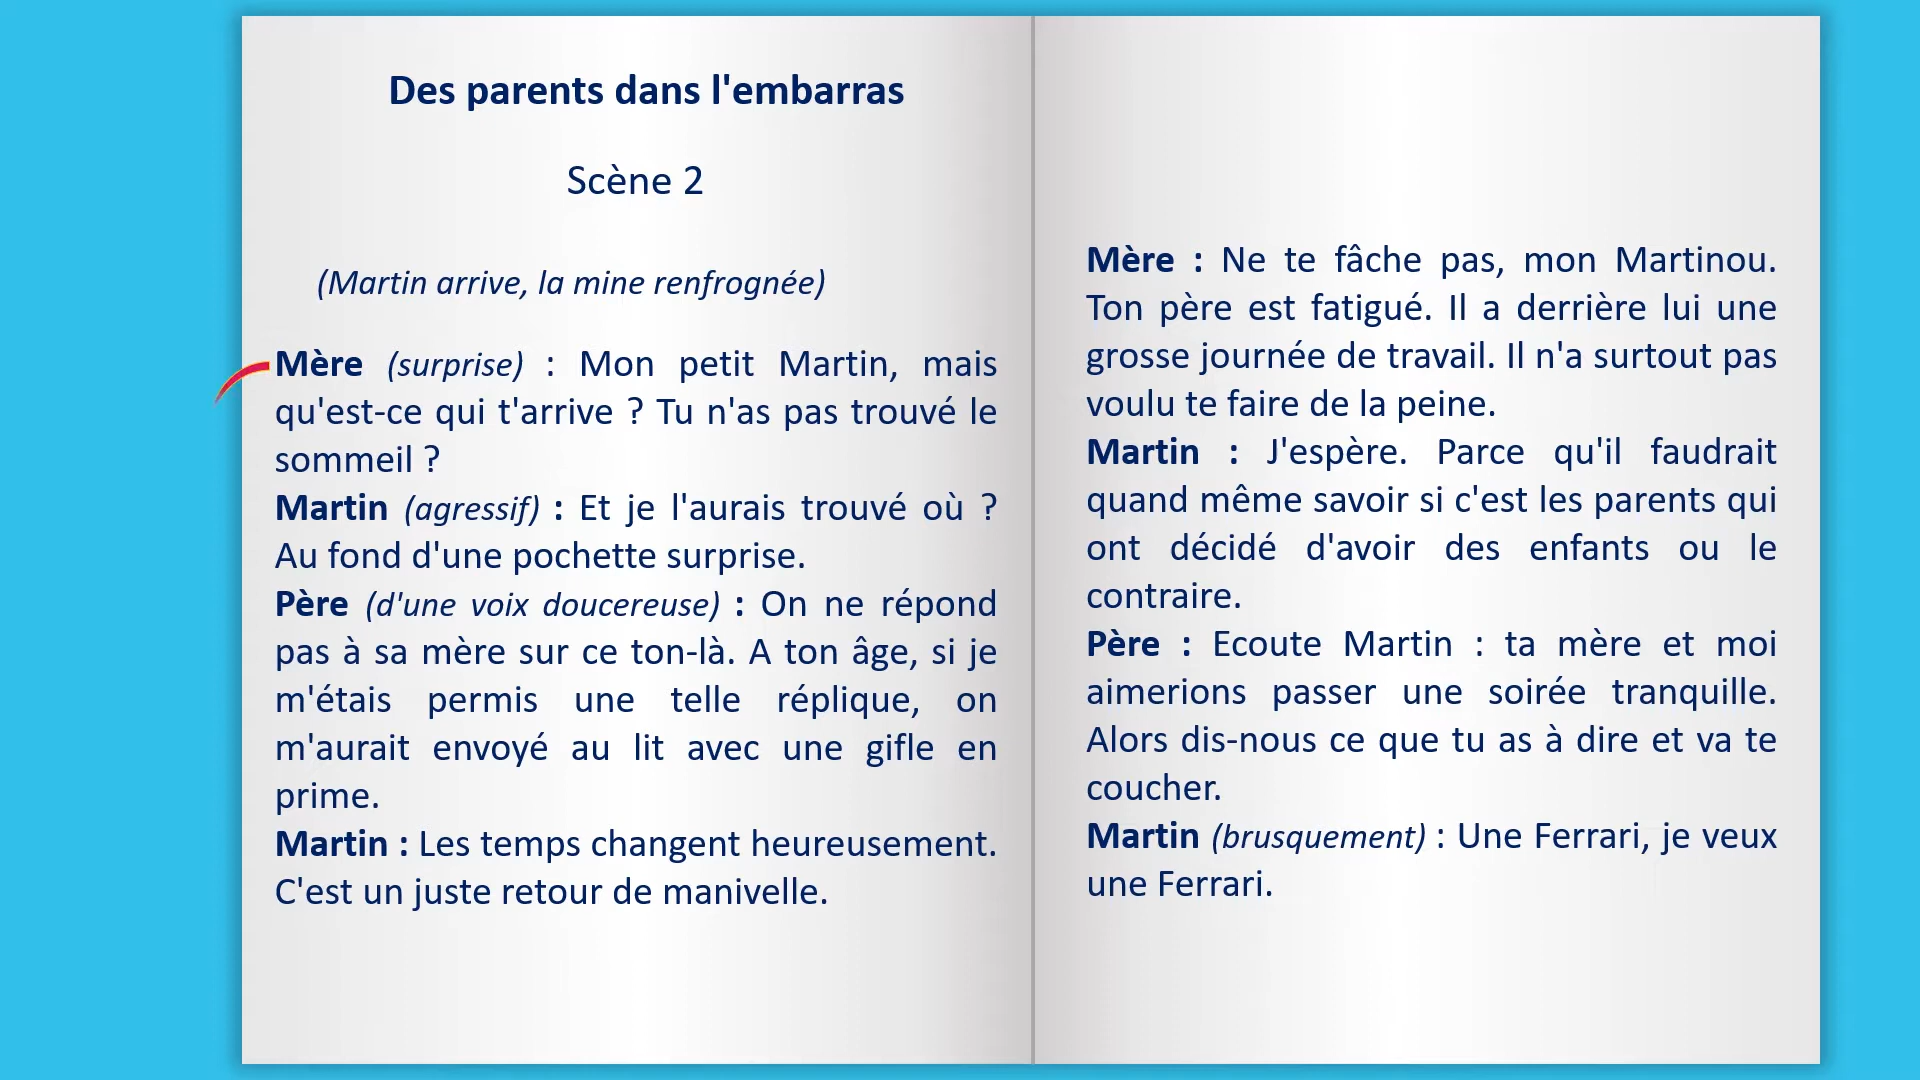 Des parents dans l'embarras
Scène 2
(Martin arrive, la mine renfrognée)
Mère (surprise) : Mon petit Martin, mais
qu'est-ce qui t'arrive ? Tu n'as pas trouvé le
sommeil ?
Martin (agressif) : Et je l'aurais trouvé où ?
Au fond d'une pochette surprise.
Père (d'une voix doucereuse) : On ne répond
pas à sa mère sur ce ton-là. A ton âge, si je
m'étais permis une telle réplique, on
m'aurait envoyé au lit avec une gifle en
prime.
Martin : Les temps changent heureusement.
C'est un juste retour de manivelle.
Mère : Ne te fâche pas, mon Martinou.
Ton père est fatigué. Il a derrière lui une
grosse journée de travail. Il n'a surtout pas
voulu te faire de la peine.
Martin : J'espère. Parce qu'il faudrait
quand même savoir si c'est les parents qui
ont décidé d'avoir des enfants ou le
contraire.
Père : Ecoute Martin : ta mère et moi
aimerions passer une soirée tranquille.
Alors dis-nous ce que tu as à dire et va te
coucher.
Martin (brusquement) : Une Ferrari, je veux
une Ferrari.